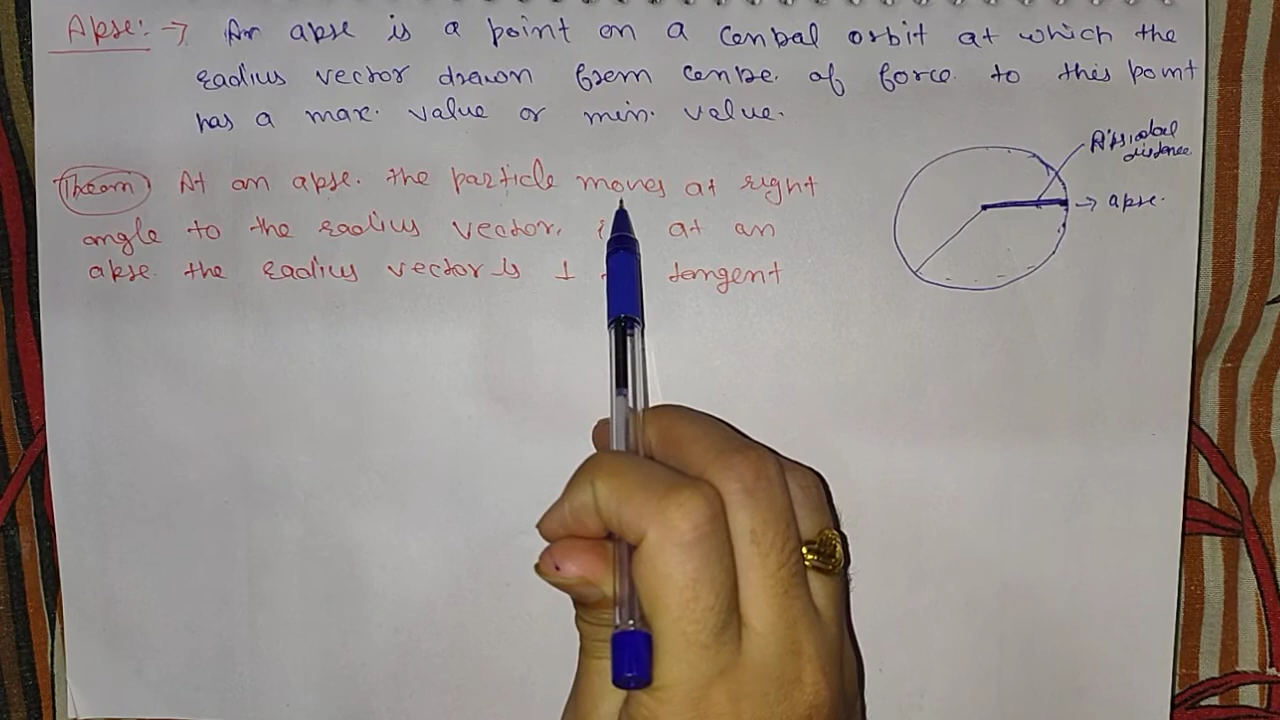 Apse: → An apse is a point on a central orbit at which the
radius vector drawn from centre of force to this point
has a max. value or min. value.
Apsidal
distance
→ apse.
Theorem At an apse. the particle moves at right
angle to the radius vector. at an
apse the radius vector is ⊥ tangent